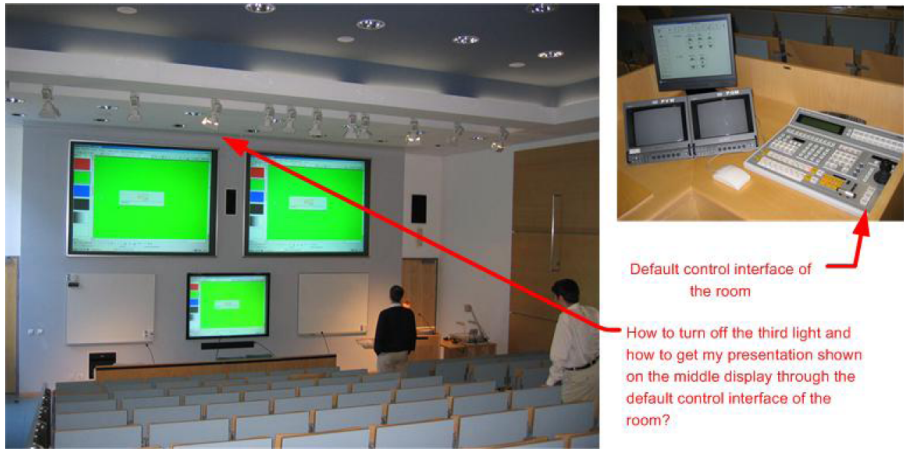 Default control interface of
the room
How to turn off the third light and
how to get my presentation shown
on the middle display through the
default control interface of the
room?